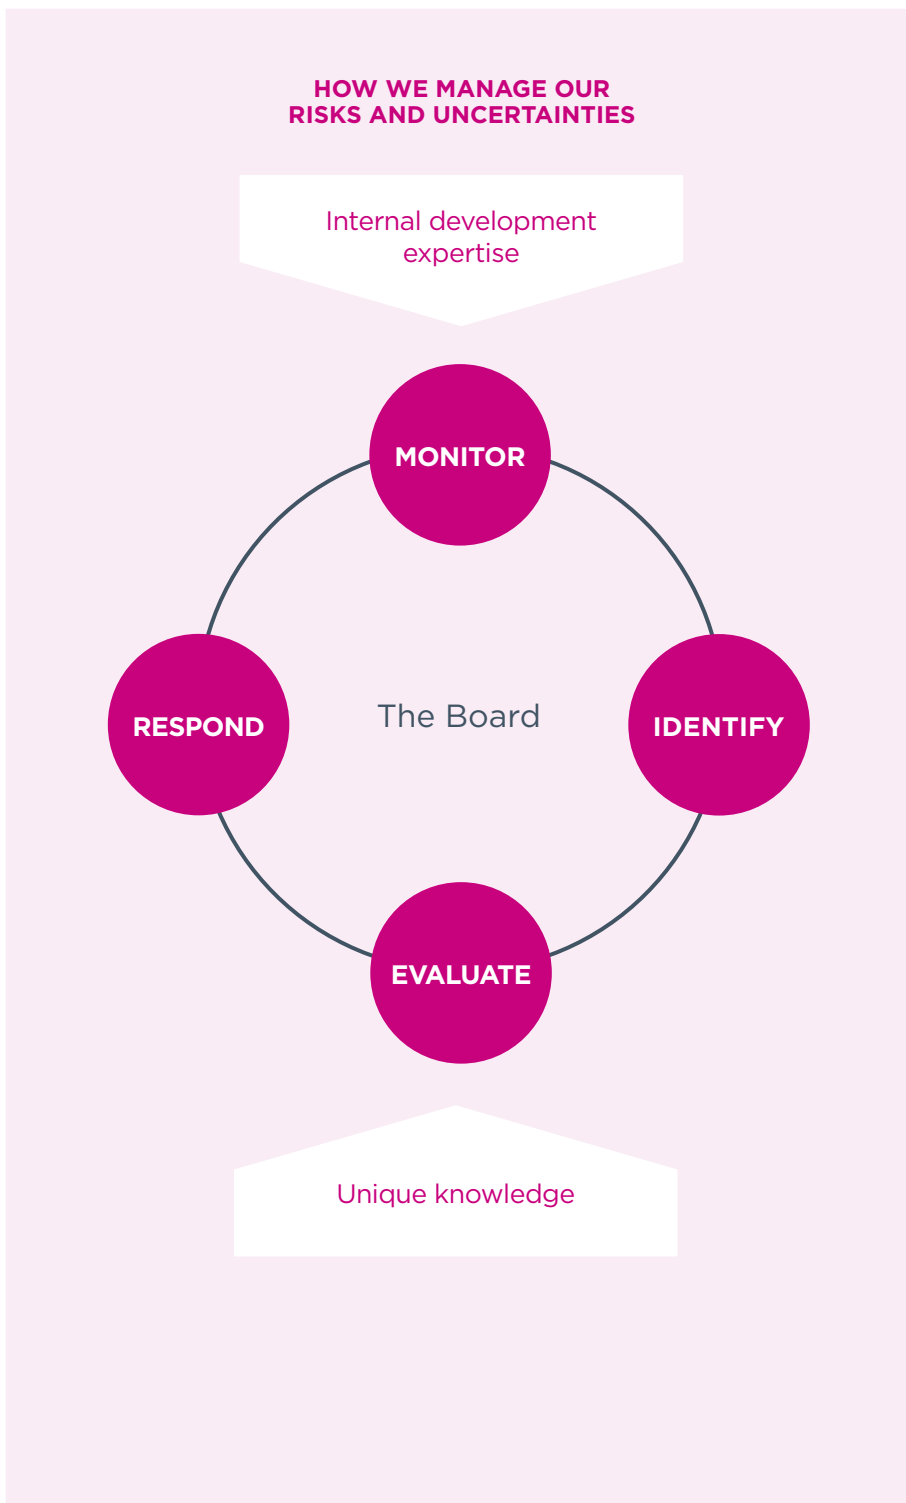 HOW WE MANAGE OUR
RISKS AND UNCERTAINTIES
Internal development
expertise
MONITOR
RESPOND
The Board
IDENTIFY
EVALUATE
Unique knowledge